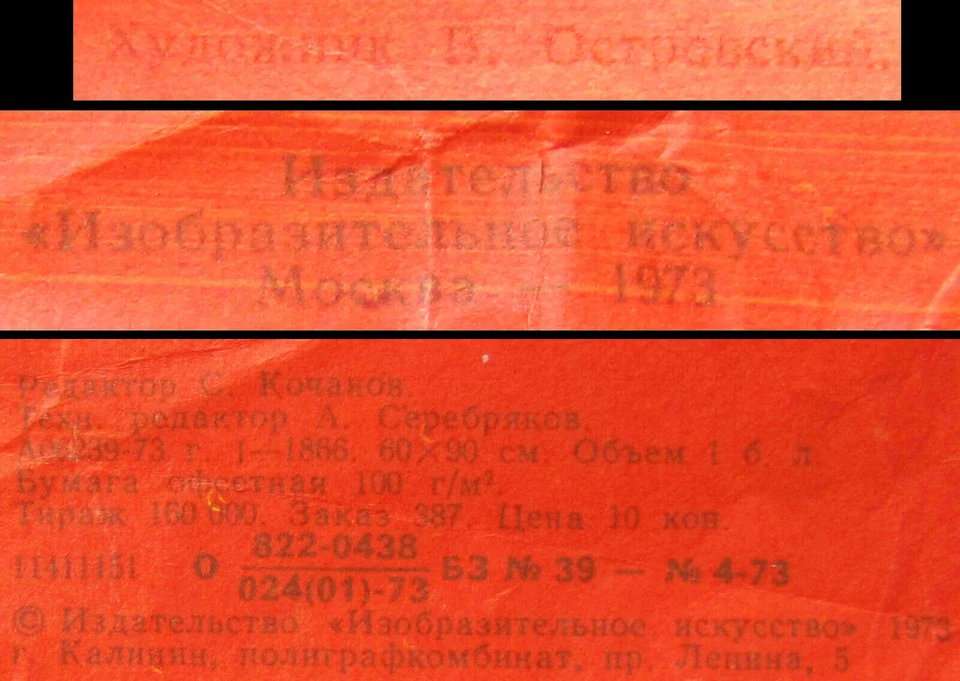 Художник В. Островский.
Издательство
«Изобразительное искусство»
Москва — 1973
Редактор С. Кочанов.
Техн. редактор А. Серебряков.
А06239-73 г. I—1866. 60×90 см. Объем 1 б. л.
Бумага офсетная 100 г/м².
Тираж 160 000. Заказ 387. Цена 10 коп.
11411151 О 822-0438
024(01)-73 БЗ № 39 — № 4-73
© Издательство «Изобразительное искусство» 1973
г. Калинин, полиграфкомбинат, пр. Ленина, 5